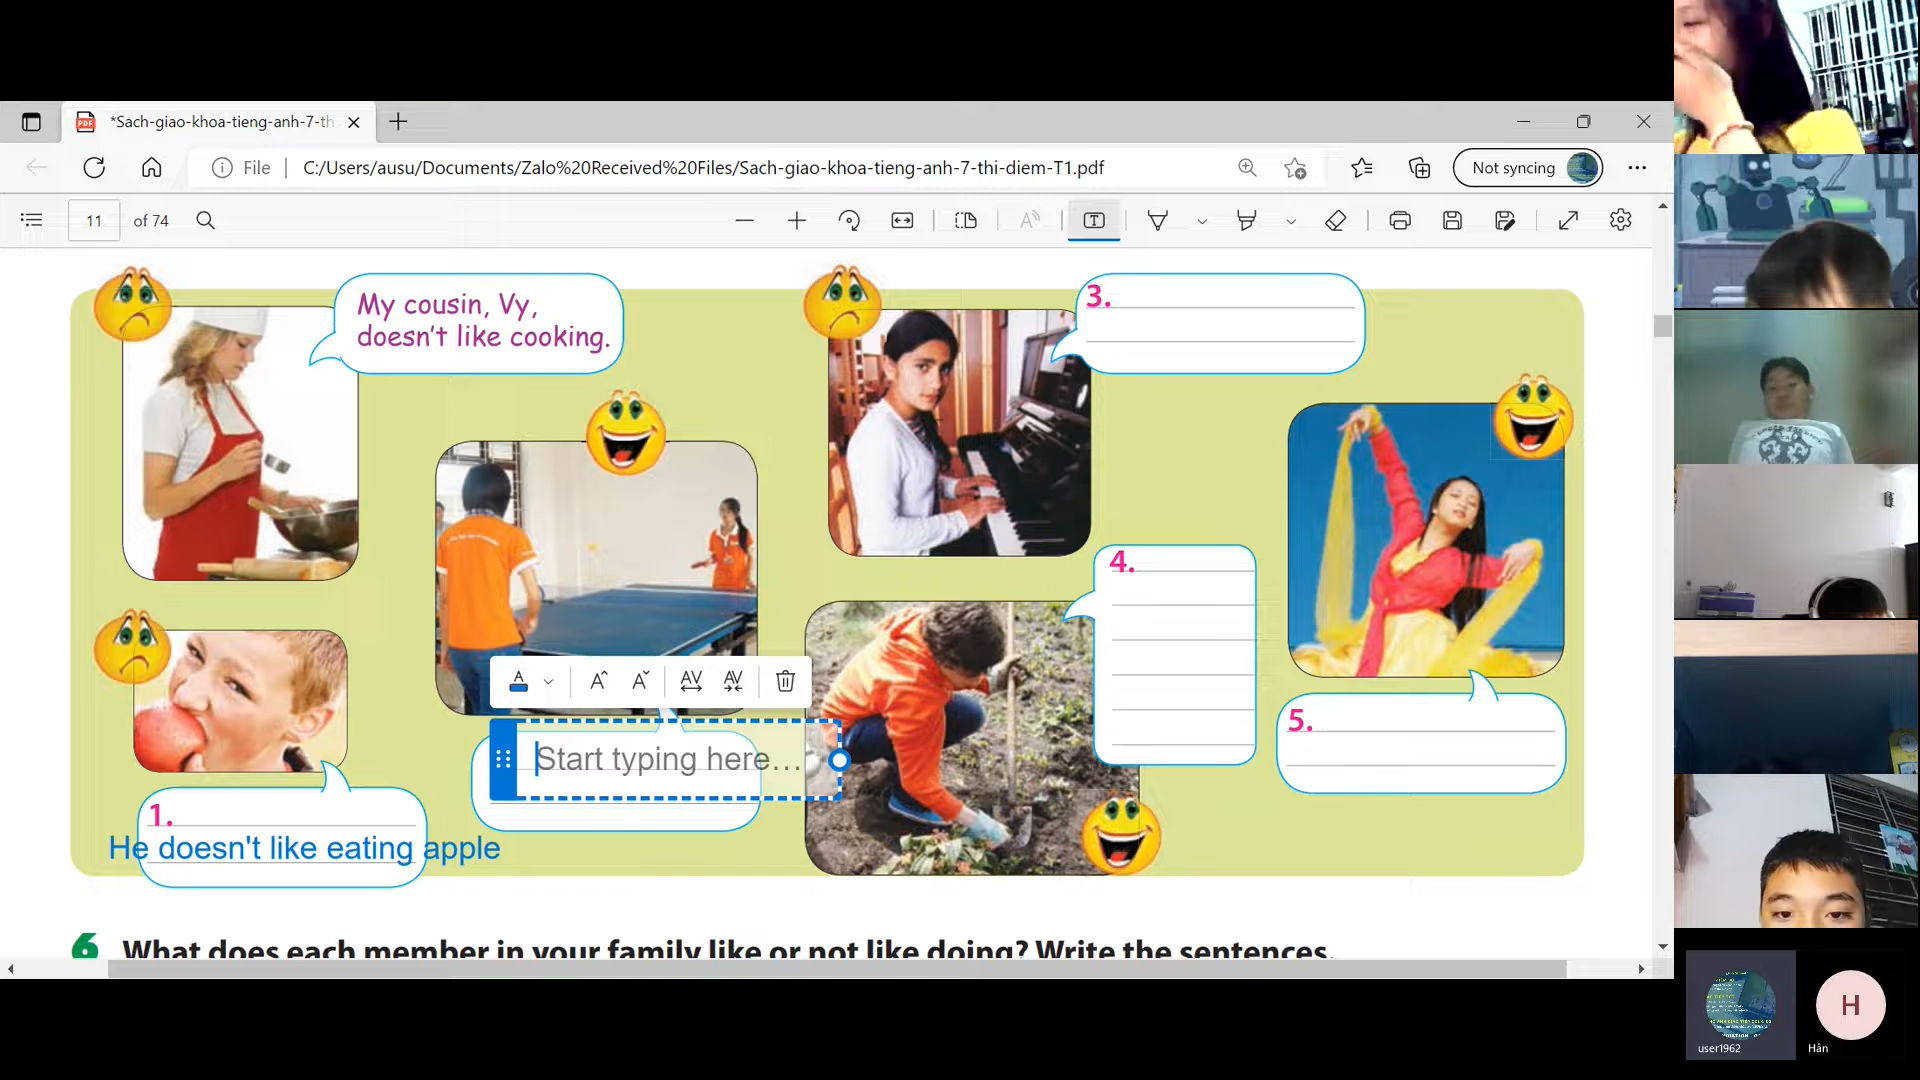 *Sach-giao-khoa-tieng-anh-7-th
File
C:/Users/ausu/Documents/Zalo%20Received%20Files/Sach-giao-khoa-tieng-anh-7-thi-diem-T1.pdf
Not syncing
11 of 74
My cousin, Vy,
doesn't like cooking.
3.
4.
5.
Start typing here...
1.
He doesn't like eating apple
6 What does each member in your family like or not like doing? Write the sentences.
H
user1962
Hân